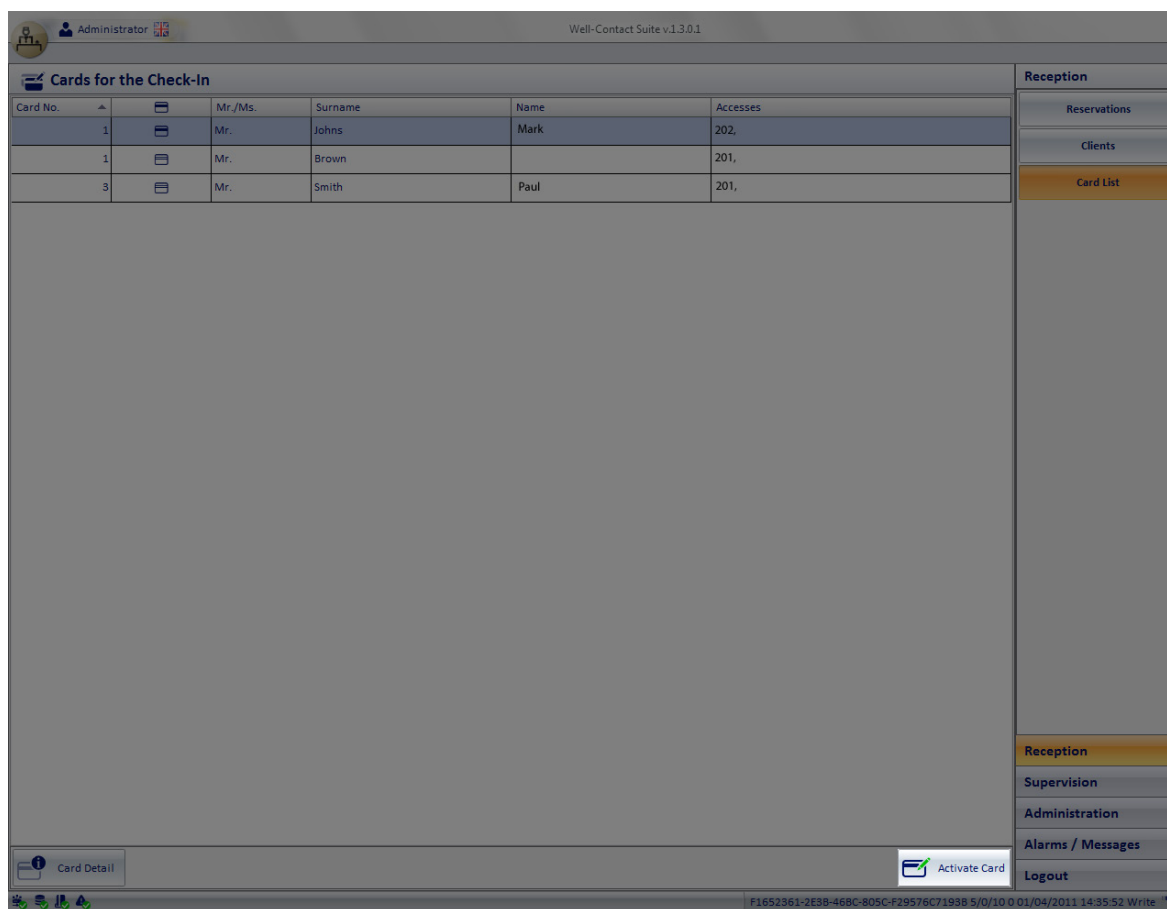 Administrator
Well-Contact Suite v.1.3.0.1
Cards for the Check-In
Card No. Mr./Ms. Surname Name Accesses
1 Mr. Johns Mark 202,
1 Mr. Brown 201,
3 Mr. Smith Paul 201,
Reception
Reservations
Clients
Card List
Reception
Supervision
Administration
Alarms / Messages
Logout
Card Detail
Activate Card
F1652361-2E38-468C-805C-F29576C71938 5/0/10 0 01/04/2011 14:35:52 Write